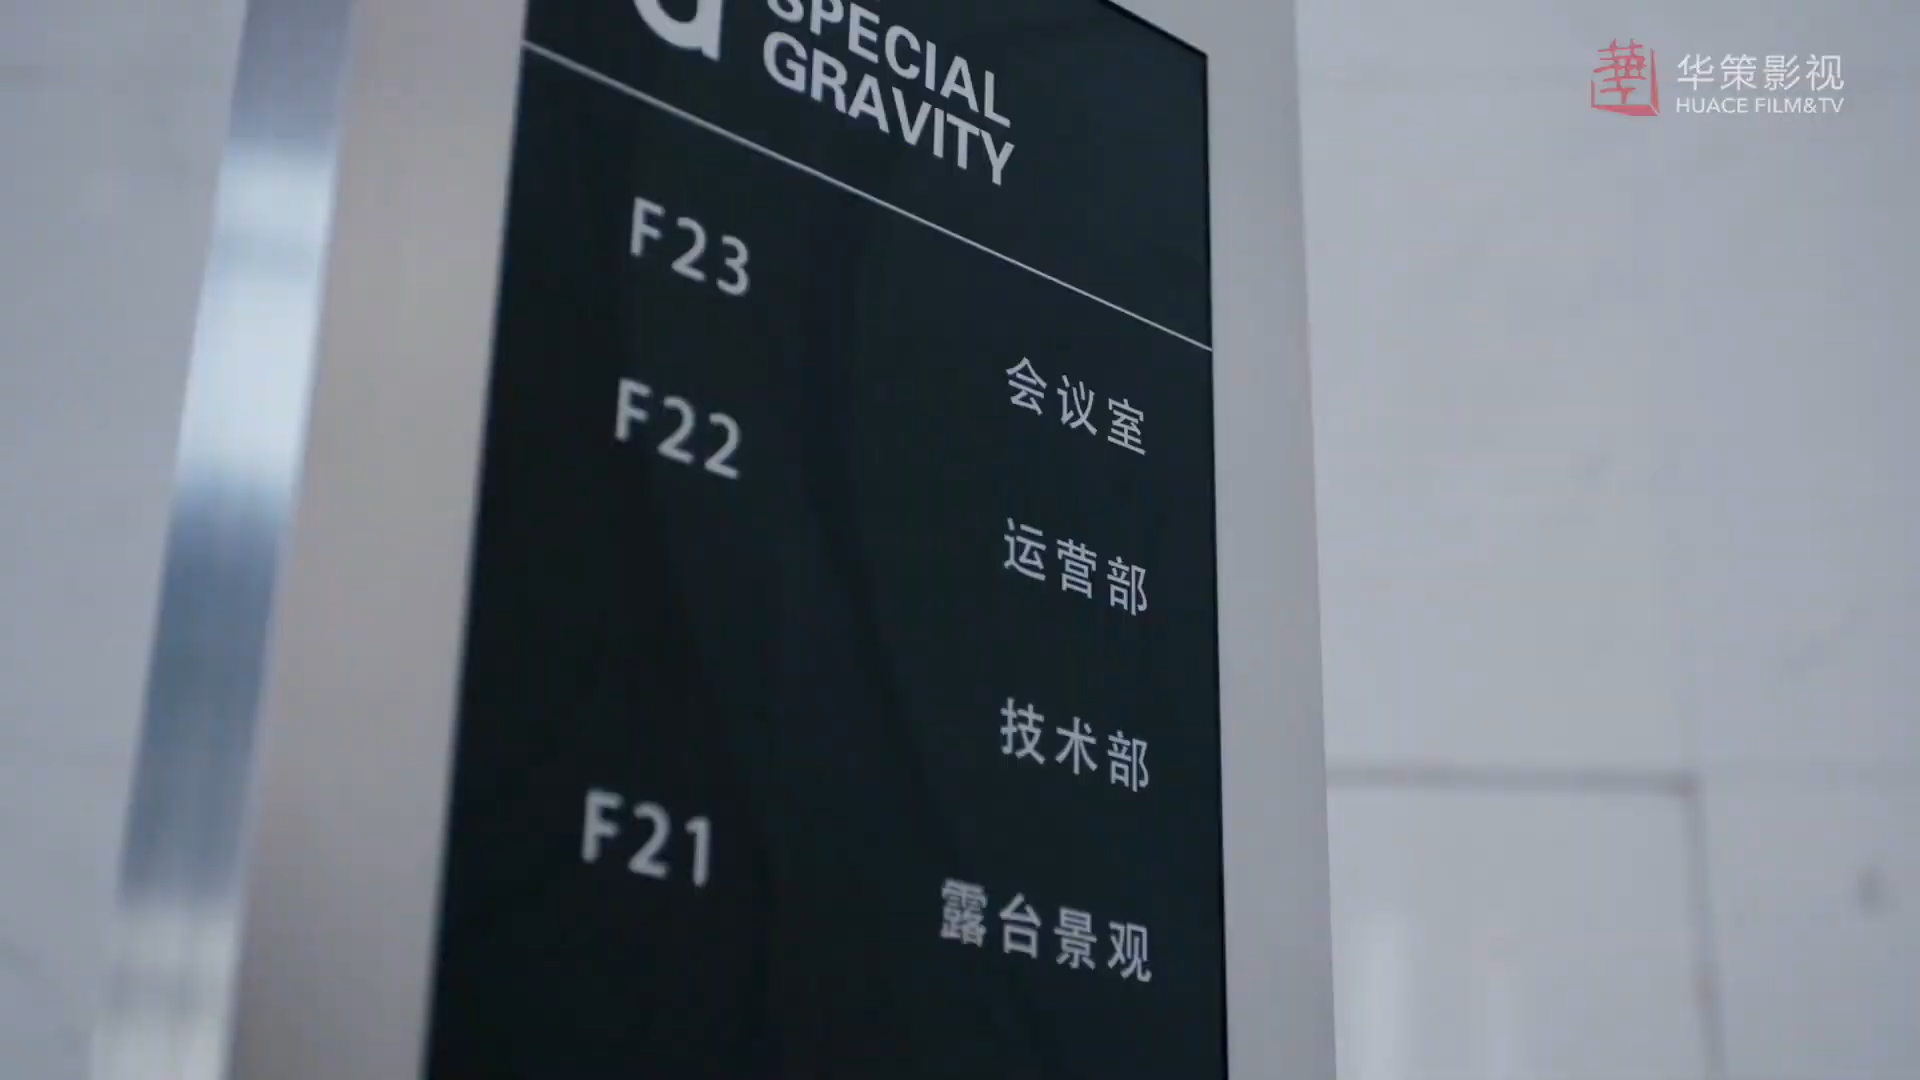 a
SPECIAL
GRAVITY
F23
会议室
F22
运营部
技术部
F21
露台景观
华策影视
HUACE FILM&TV